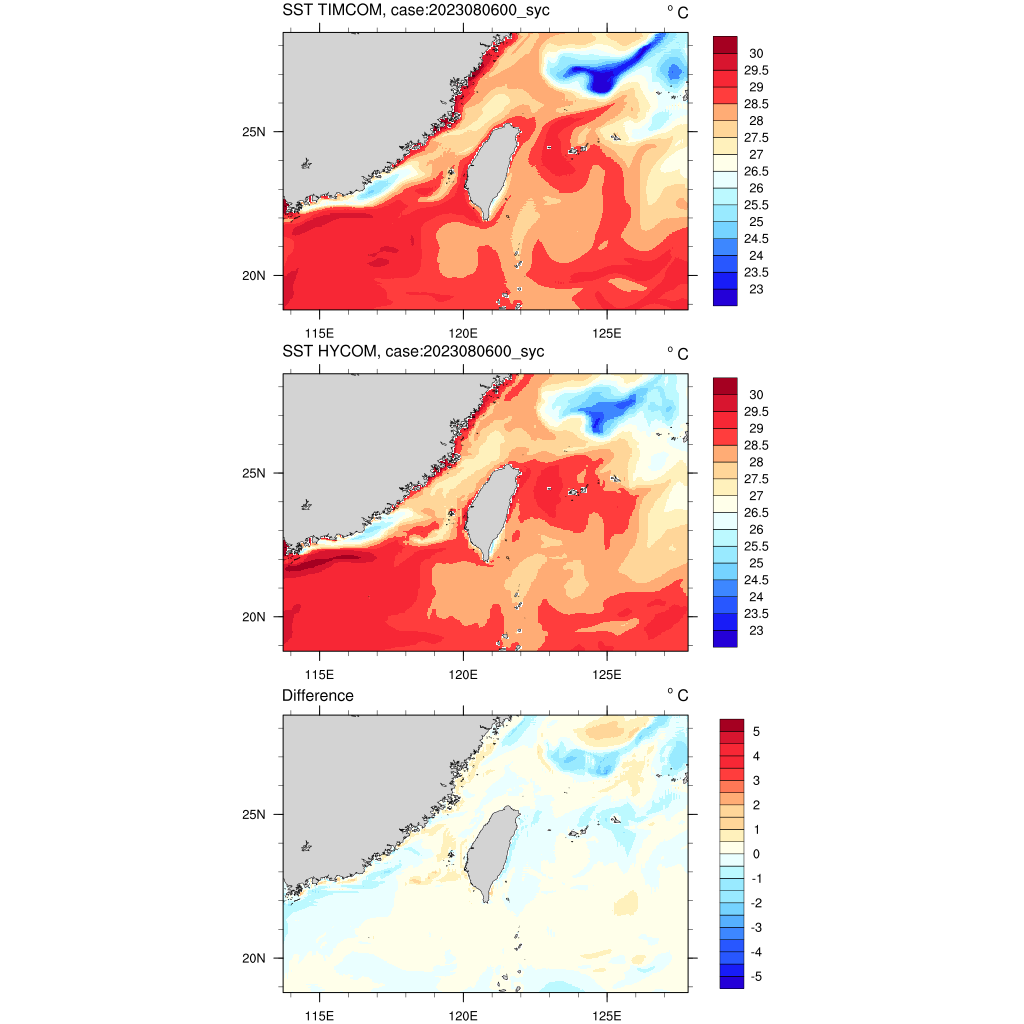 SST TIMCOM, case:2023080600_syc
° C
30
29.5
29
28.5
28
27.5
27
26.5
26
25.5
25
24.5
24
23.5
23
25N
20N
115E
120E
125E
SST HYCOM, case:2023080600_syc
° C
30
29.5
29
28.5
28
27.5
27
26.5
26
25.5
25
24.5
24
23.5
23
25N
20N
115E
120E
125E
Difference
° C
5
4
3
2
1
0
-1
-2
-3
-4
-5
25N
20N
115E
120E
125E